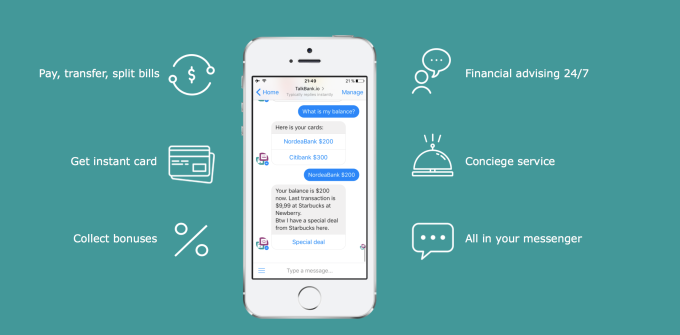 Pay, transfer, split bills
$
Get instant card
Collect bonuses
21:49
21 %
Home
TalkBank.io >
Typically replies instantly
Manage
What is my balance?
Here is your cards:
NordeaBank $200
Citibank $300
NordeaBank $200
Your balance is $200
now. Last transaction is
$9,99 at Starbucks at
Newberry.
Btw I have a special deal
from Starbucks here.
Special deal
Type a message...
Financial advising 24/7
Conciege service
All in your messenger